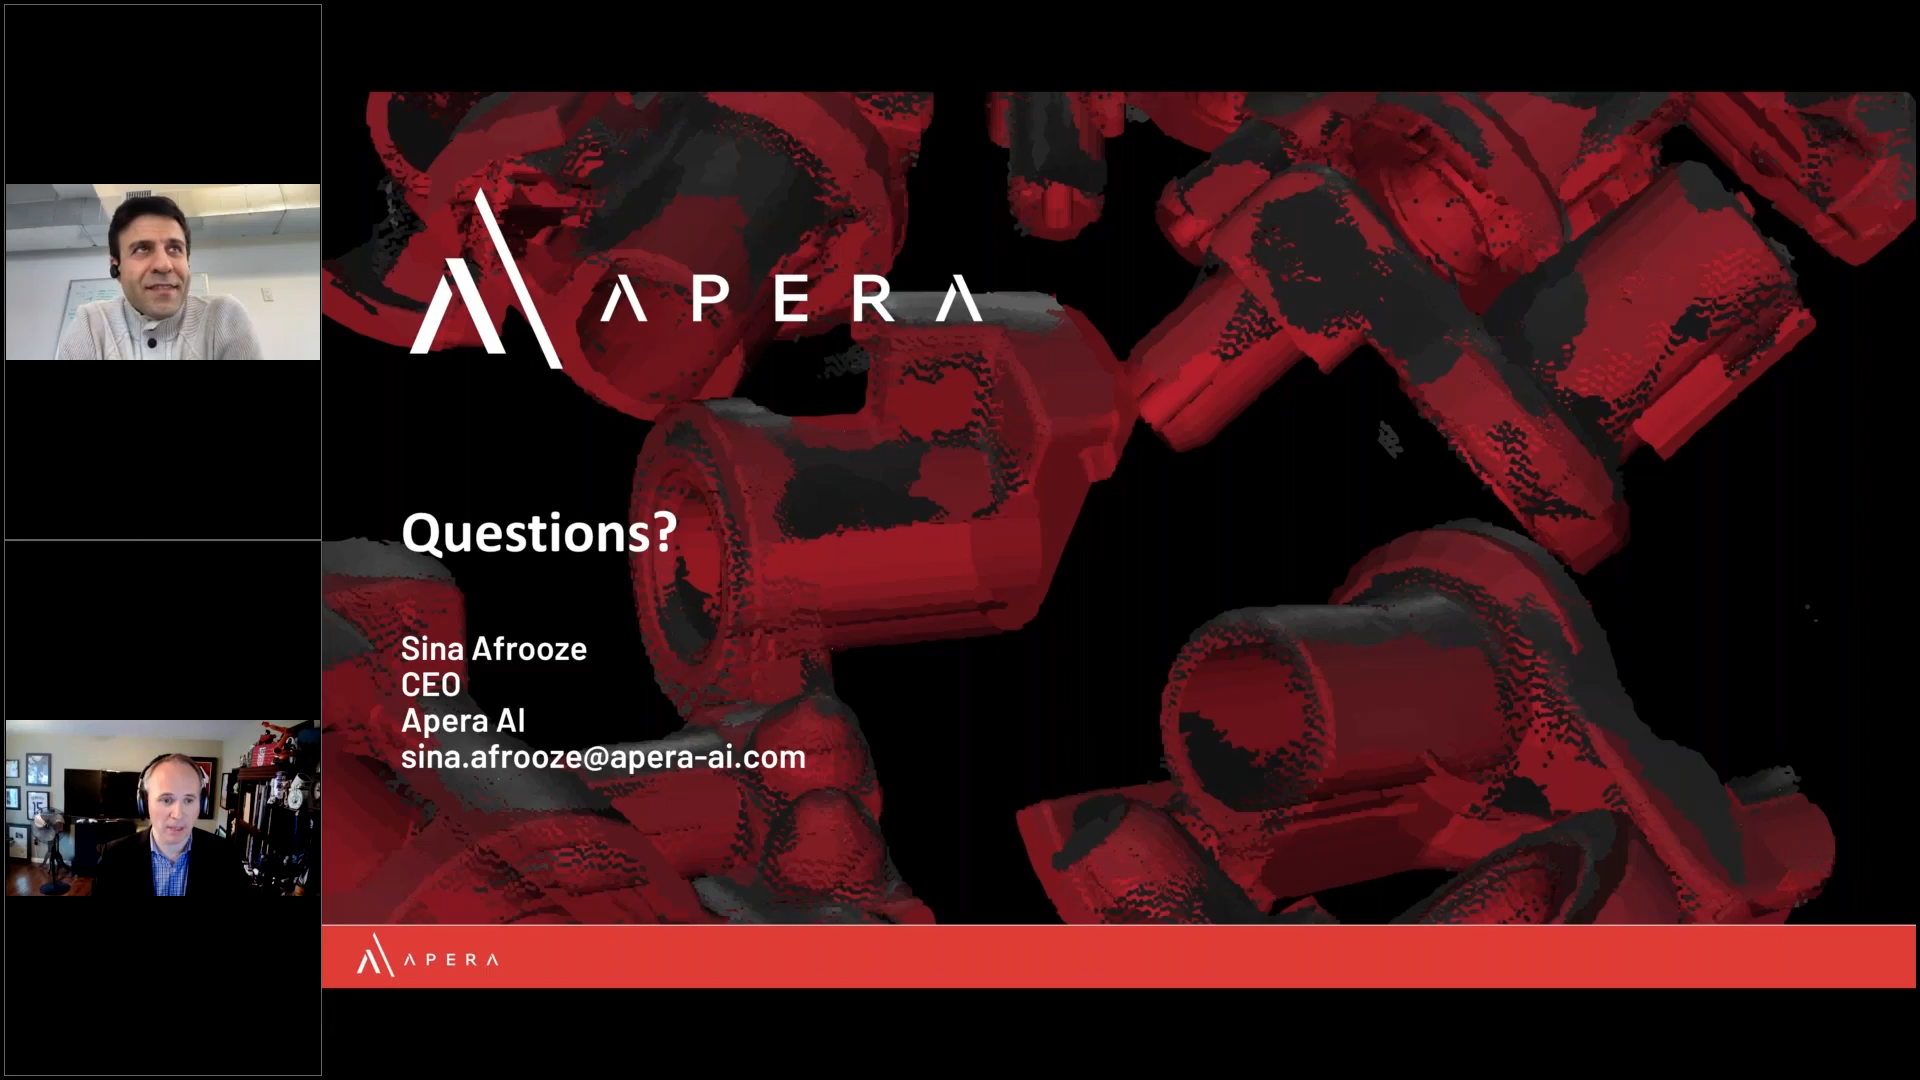 APERA
Questions?
Sina Afrooze
CEO
Apera AI
sina.afrooze@apera-ai.com
APERA